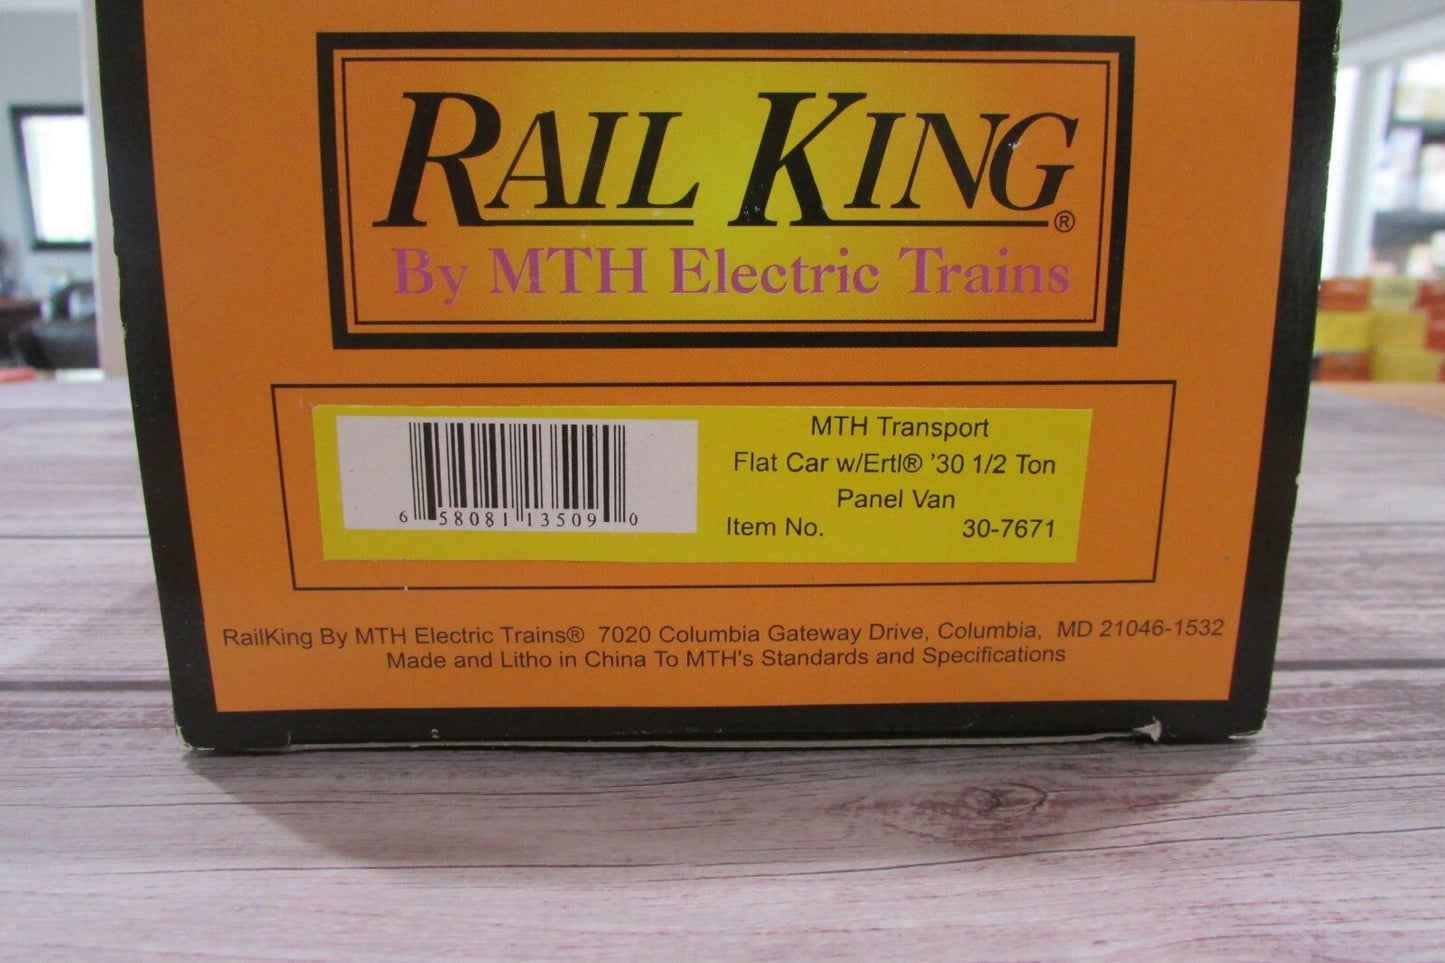 RAIL KING®
By MTH Electric Trains
MTH Transport
Flat Car w/Ertl® '30 1/2 Ton
Panel Van
Item No. 30-7671
6 58081 13509 0
RailKing By MTH Electric Trains® 7020 Columbia Gateway Drive, Columbia, MD 21046-1532
Made and Litho in China To MTH's Standards and Specifications